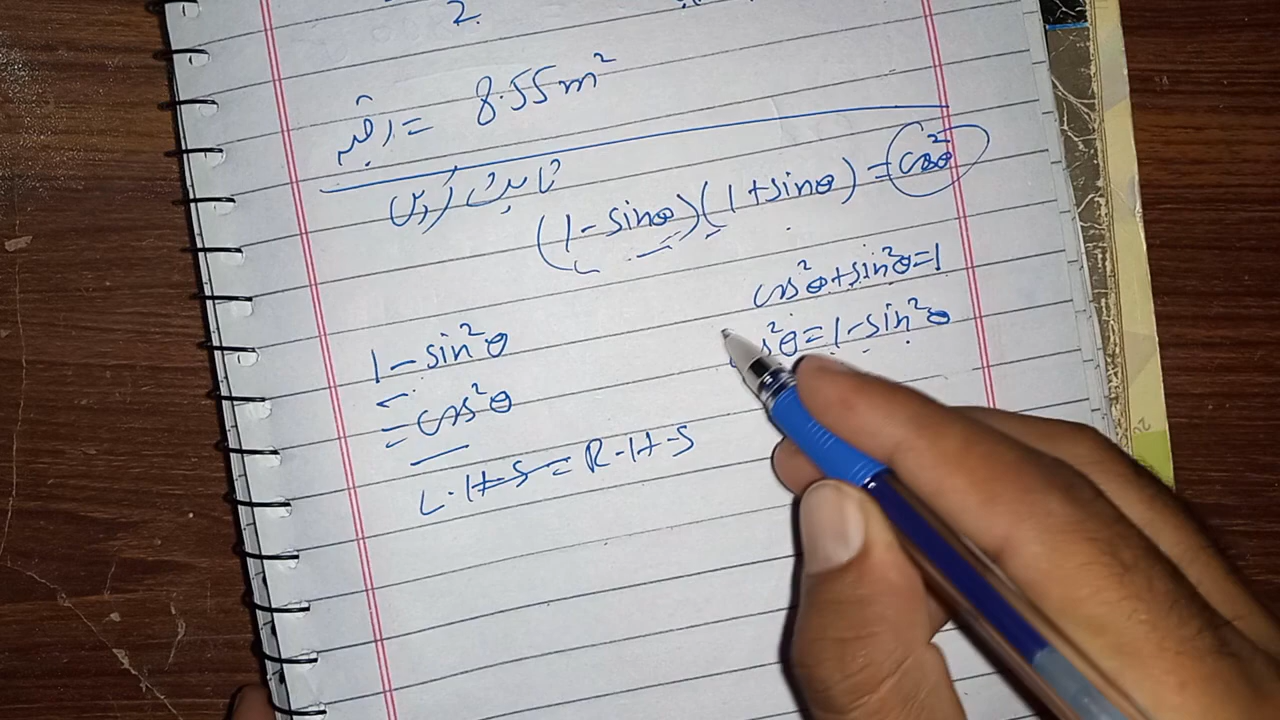 2
رقبہ = 8.55m²
ثابت کریں
(1-sinθ)(1+sinθ)=cos²θ
cos²θ+sin²θ=1
s²θ=1-sin²θ
1-sin²θ
=cos²θ
L.H-S=R-H-S